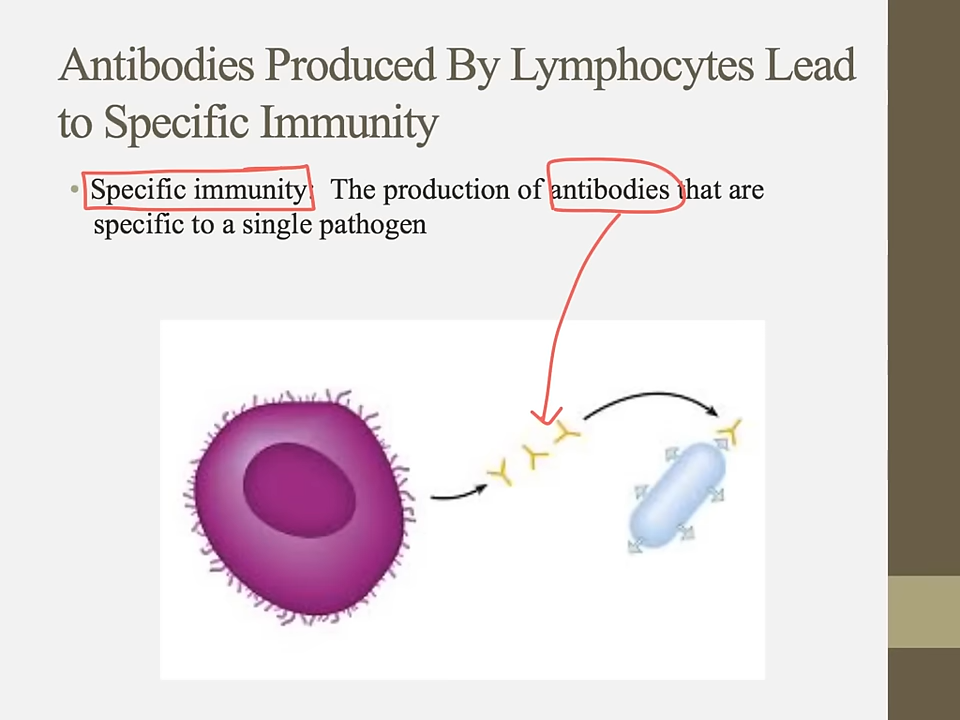 Antibodies Produced By Lymphocytes Lead
to Specific Immunity
• Specific immunity: The production of antibodies that are
specific to a single pathogen